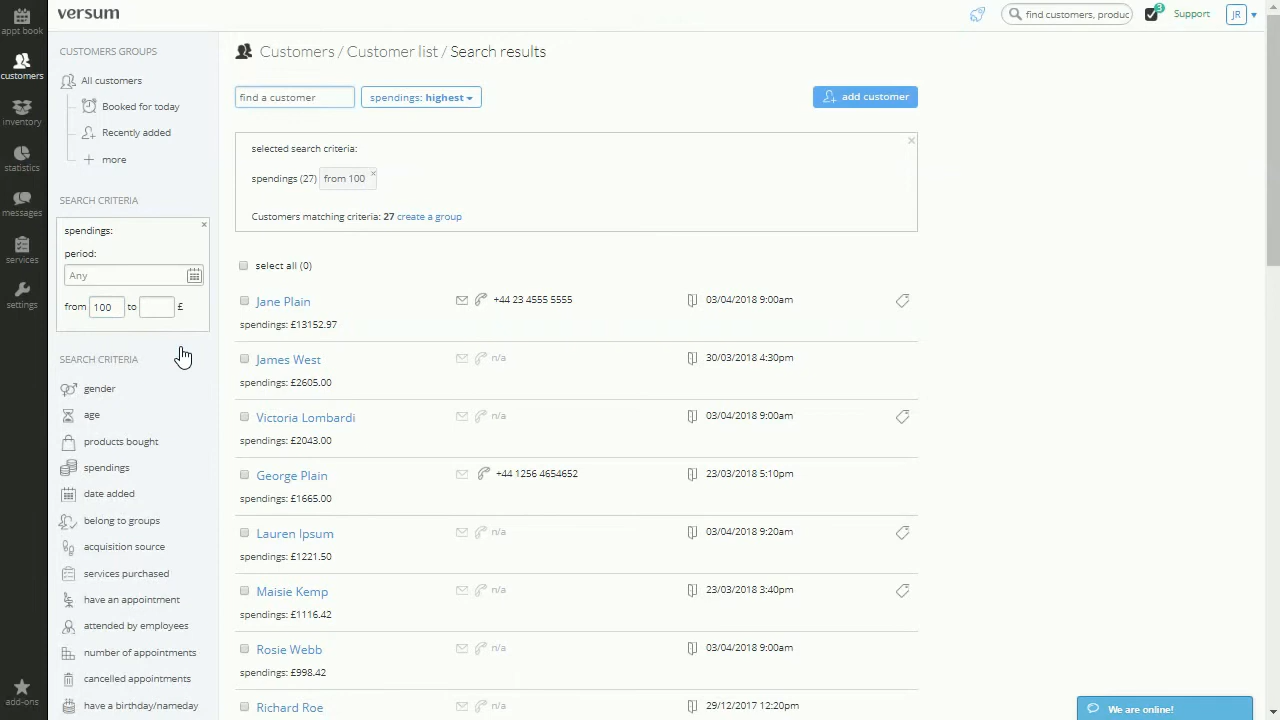 versum
find customers, produc
3
Support
JR
appt book
customers
inventory
statistics
messages
services
settings
add-ons
CUSTOMERS GROUPS
All customers
Book
Recently added
more
SEARCH CRITERIA
spendings:
period:
Any
from 100 to £
SEARCH CRITERIA
gender
age
products bought
spendings
date added
belong to groups
acquisition source
services purchased
have an appointment
attended by employees
number of appointments
cancelled appointments
have a birthday/nameday
Customers / Customer list / Search results
find a customer
spendings: highest
add customer
selected search criteria:
spendings (27) from 100
Customers matching criteria: 27 create a group
select all (0)
Jane Plain +44 23 4555 5555 03/04/2018 9:00am
spendings: £13152.97
James West n/a 30/03/2018 4:30pm
spendings: £2605.00
Victoria Lombardi n/a 03/04/2018 9:00am
spendings: £2043.00
George Plain +44 1256 4654652 23/03/2018 5:10pm
spendings: £1665.00
Lauren Ipsum n/a 03/04/2018 9:20am
spendings: £1221.50
Maisie Kemp n/a 23/03/2018 3:40pm
spendings: £1116.42
Rosie Webb n/a 03/04/2018 9:00am
spendings: £998.42
Richard Roe n/a 29/12/2017 12:20pm
We are online!